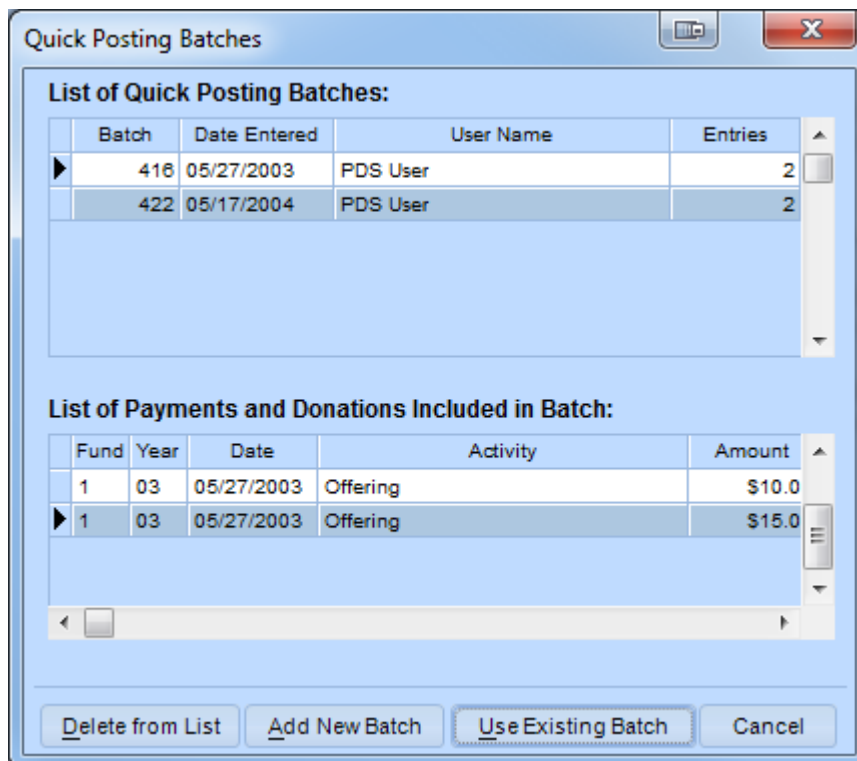 Quick Posting Batches
List of Quick Posting Batches:
Batch Date Entered User Name Entries
416 05/27/2003 PDS User 2
422 05/17/2004 PDS User 2
List of Payments and Donations Included in Batch:
Fund Year Date Activity Amount
1 03 05/27/2003 Offering $10.0
1 03 05/27/2003 Offering $15.0
Delete from List Add New Batch Use Existing Batch Cancel